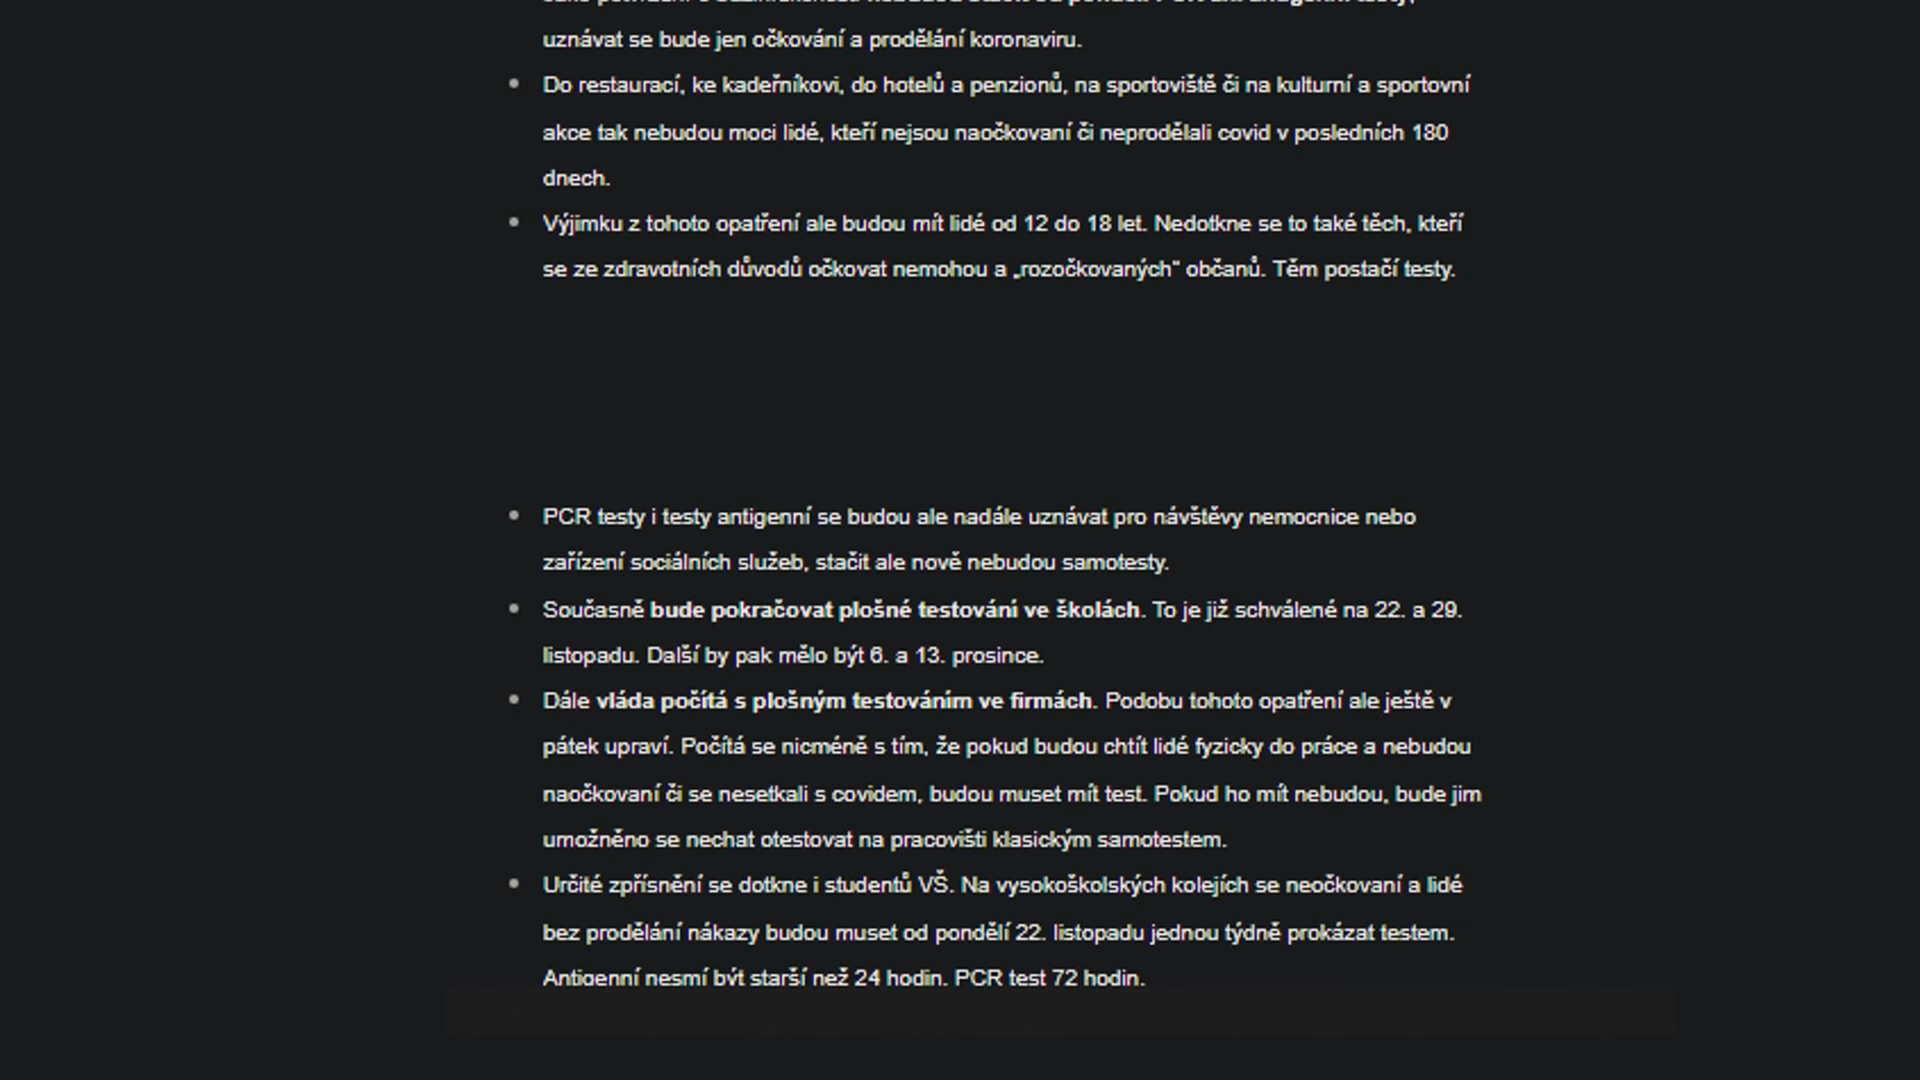 uznávat se bude jen očkování a prodělání koronaviru.
Do restaurací, ke kadeřníkovi, do hotelů a penzionů, na sportoviště či na kulturní a sportovní
akce tak nebudou moci lidé, kteří nejsou naočkovaní či neprodělali covid v posledních 180
dnech.
Výjimku z tohoto opatření ale budou mít lidé od 12 do 18 let. Nedotkne se to také těch, kteří
se ze zdravotních důvodů očkovat nemohou a „rozočkovaných“ občanů. Těm postačí testy.
PCR testy i testy antigenní se budou ale nadále uznávat pro návštěvy nemocnice nebo
zařízení sociálních služeb, stačit ale nově nebudou samotesty.
Současně bude pokračovat plošné testování ve školách. To je již schválené na 22. a 29.
listopadu. Další by pak mělo být 6. a 13. prosince.
Dále vláda počítá s plošným testováním ve firmách. Podobu tohoto opatření ale ještě v
pátek upraví. Počítá se nicméně s tím, že pokud budou chtít lidé fyzicky do práce a nebudou
naočkovaní či se nesetkali s covidem, budou muset mít test. Pokud ho mít nebudou, bude jim
umožněno se nechat otestovat na pracovišti klasickým samotestem.
Určité zpřísnění se dotkne i studentů VŠ. Na vysokoškolských kolejích se neočkovaní a lidé
bez prodělání nákazy budou muset od pondělí 22. listopadu jednou týdně prokázat testem.
Antigenní nesmí být starší než 24 hodin. PCR test 72 hodin.